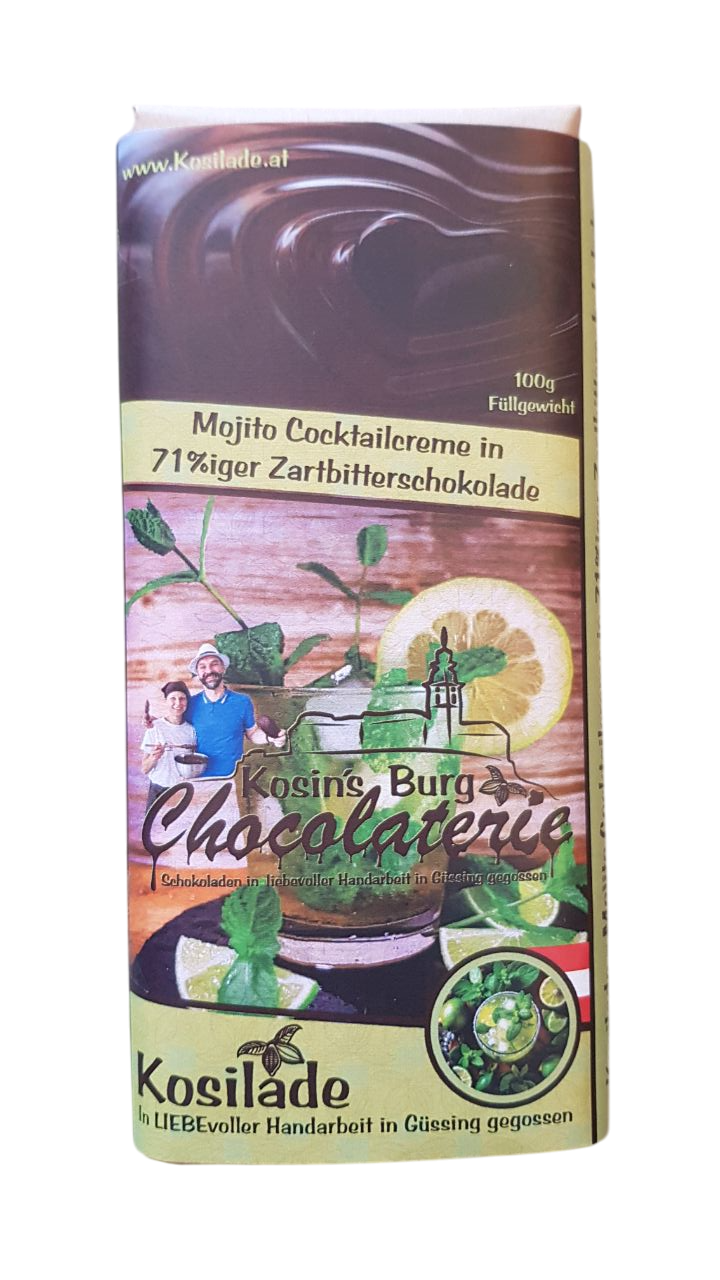 www.Kosilade.at
100g
Füllgewicht
Mojito Cocktailcreme in
71%iger Zartbitterschokolade
Kosin's Burg
Chocolaterie
Schokoladen in liebevoller Handarbeit in Güssing gegossen
Kosilade
In LIEBEvoller Handarbeit in Güssing gegossen